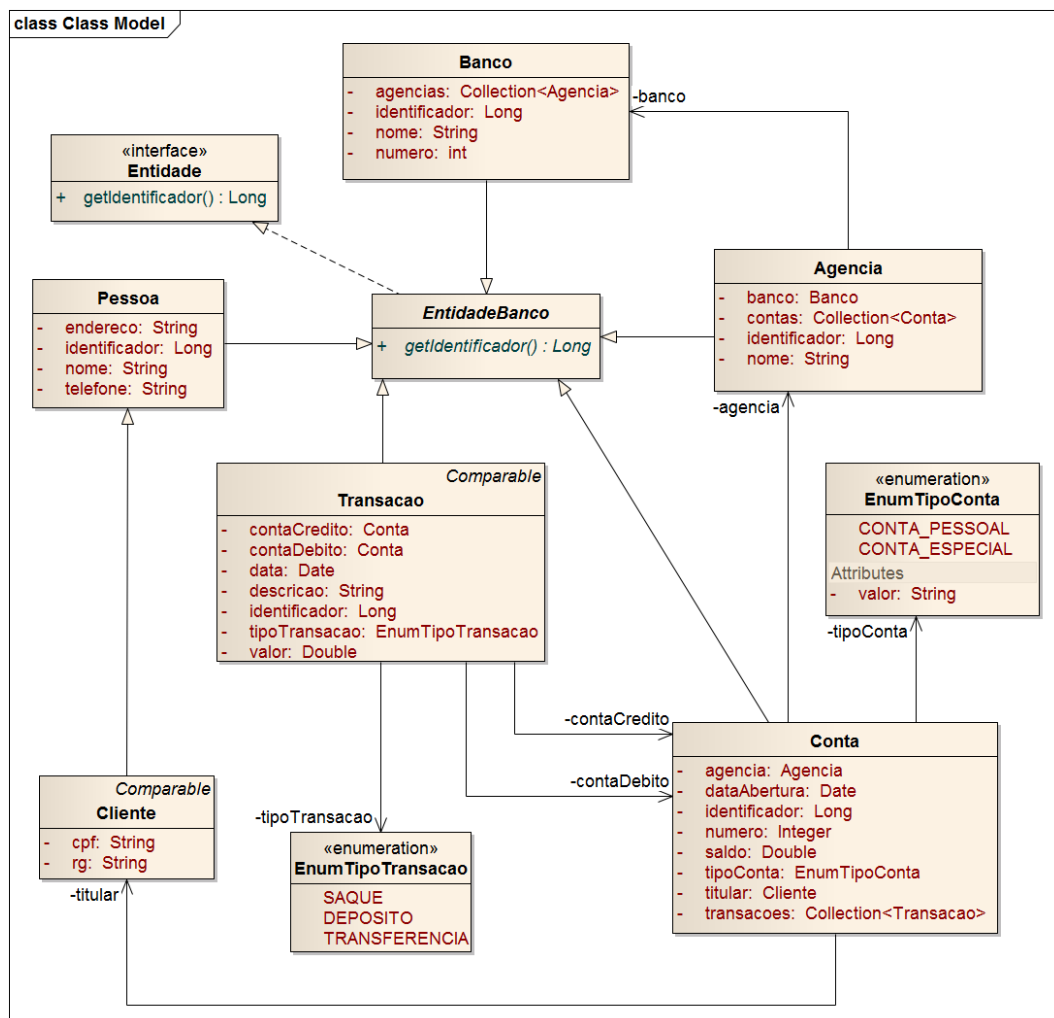 class Class Model
Banco
- agencias: Collection<Agencia>
- identificador: Long
- nome: String
- numero: int
-banco
«interface»
Entidade
+ getIdentificador() : Long
Agencia
- banco: Banco
- contas: Collection<Conta>
- identificador: Long
- nome: String
Pessoa
- endereco: String
- identificador: Long
- nome: String
- telefone: String
EntidadeBanco
+ getIdentificador() : Long
-agencia
Comparable
Transacao
- contaCredito: Conta
- contaDebito: Conta
- data: Date
- descricao: String
- identificador: Long
- tipoTransacao: EnumTipoTransacao
- valor: Double
«enumeration»
EnumTipoConta
CONTA_PESSOAL
CONTA_ESPECIAL
Attributes
- valor: String
-tipoConta
-contaCredito
-contaDebito
Conta
- agencia: Agencia
- dataAbertura: Date
- identificador: Long
- numero: Integer
- saldo: Double
- tipoConta: EnumTipoConta
- titular: Cliente
- transacoes: Collection<Transacao>
Comparable
Cliente
- cpf: String
- rg: String
-titular
-tipoTransacao
«enumeration»
EnumTipoTransacao
SAQUE
DEPOSITO
TRANSFERENCIA